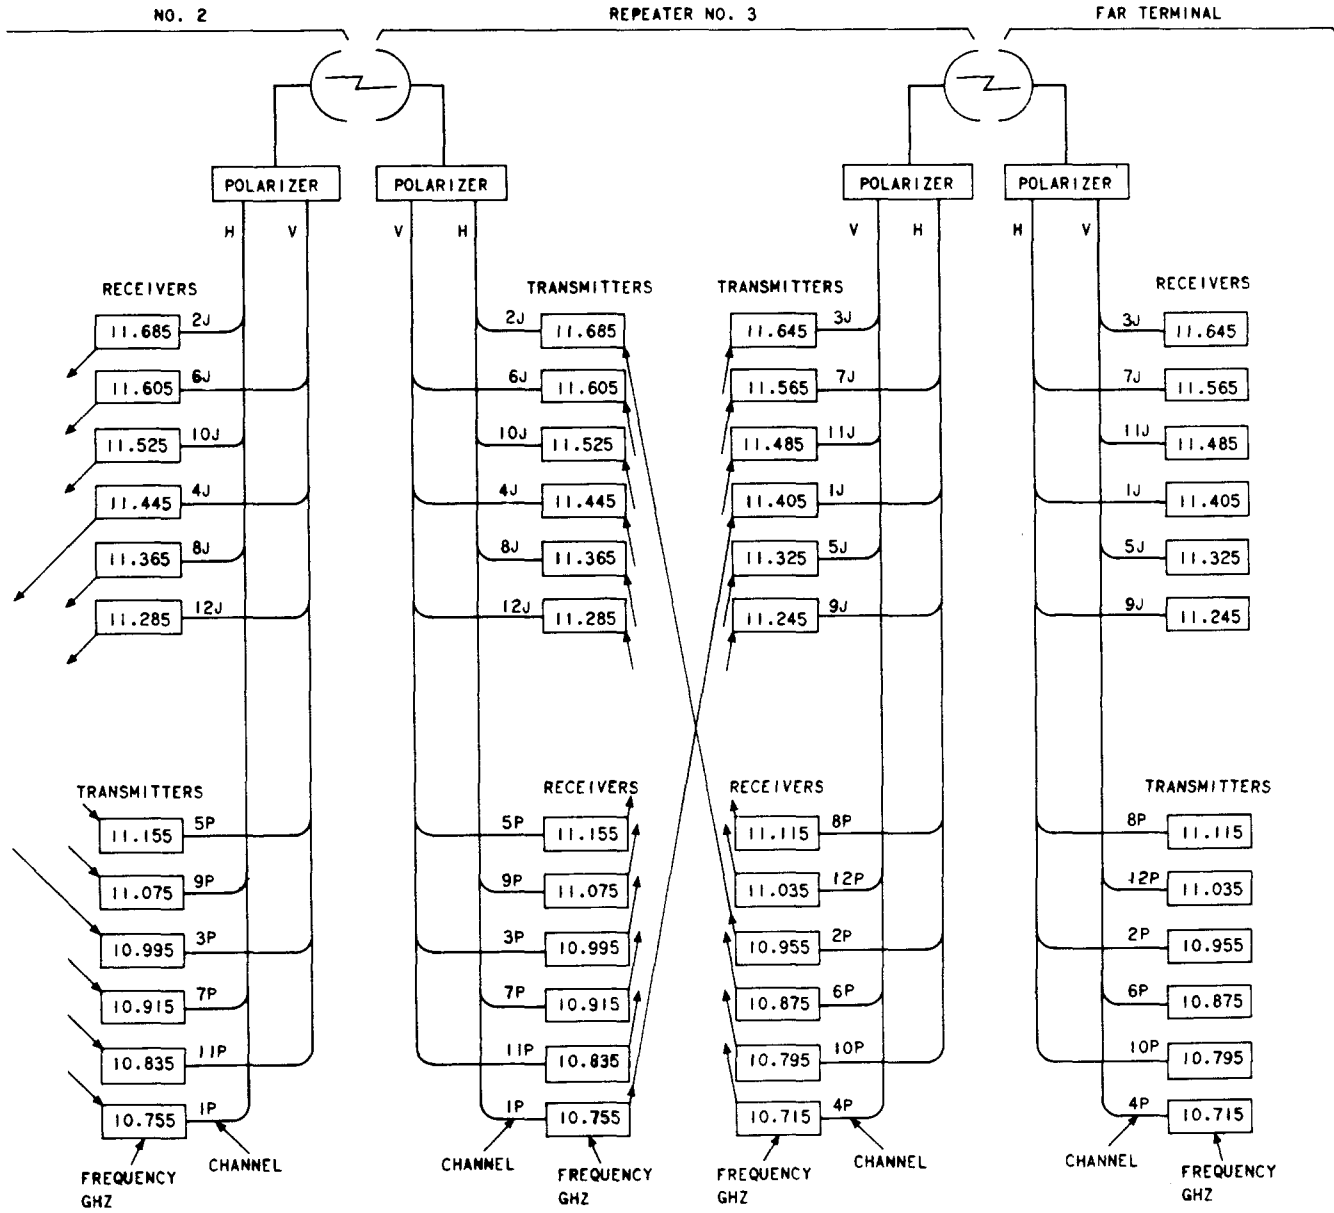 NO. 2
REPEATER NO. 3
FAR TERMINAL
POLARIZER
POLARIZER
POLARIZER
POLARIZER
H V
V H
V H
H V
RECEIVERS
11.685 2J
11.605 6J
11.525 10J
11.445 4J
11.365 8J
11.285 12J
TRANSMITTERS
11.155 5P
11.075 9P
10.995 3P
10.915 7P
10.835 11P
10.755 1P
FREQUENCY
GHZ
CHANNEL
TRANSMITTERS
2J 11.685
6J 11.605
10J 11.525
4J 11.445
8J 11.365
12J 11.285
RECEIVERS
5P 11.155
9P 11.075
3P 10.995
7P 10.915
11P 10.835
1P 10.755
CHANNEL
FREQUENCY
GHZ
TRANSMITTERS
11.645 3J
11.565 7J
11.485 11J
11.405 1J
11.325 5J
11.245 9J
RECEIVERS
11.115 8P
11.035 12P
10.955 2P
10.875 6P
10.795 10P
10.715 4P
FREQUENCY
GHZ
CHANNEL
RECEIVERS
3J 11.645
7J 11.565
11J 11.485
1J 11.405
5J 11.325
9J 11.245
TRANSMITTERS
8P 11.115
12P 11.035
2P 10.955
6P 10.875
10P 10.795
4P 10.715
CHANNEL
FREQUENCY
GHZ